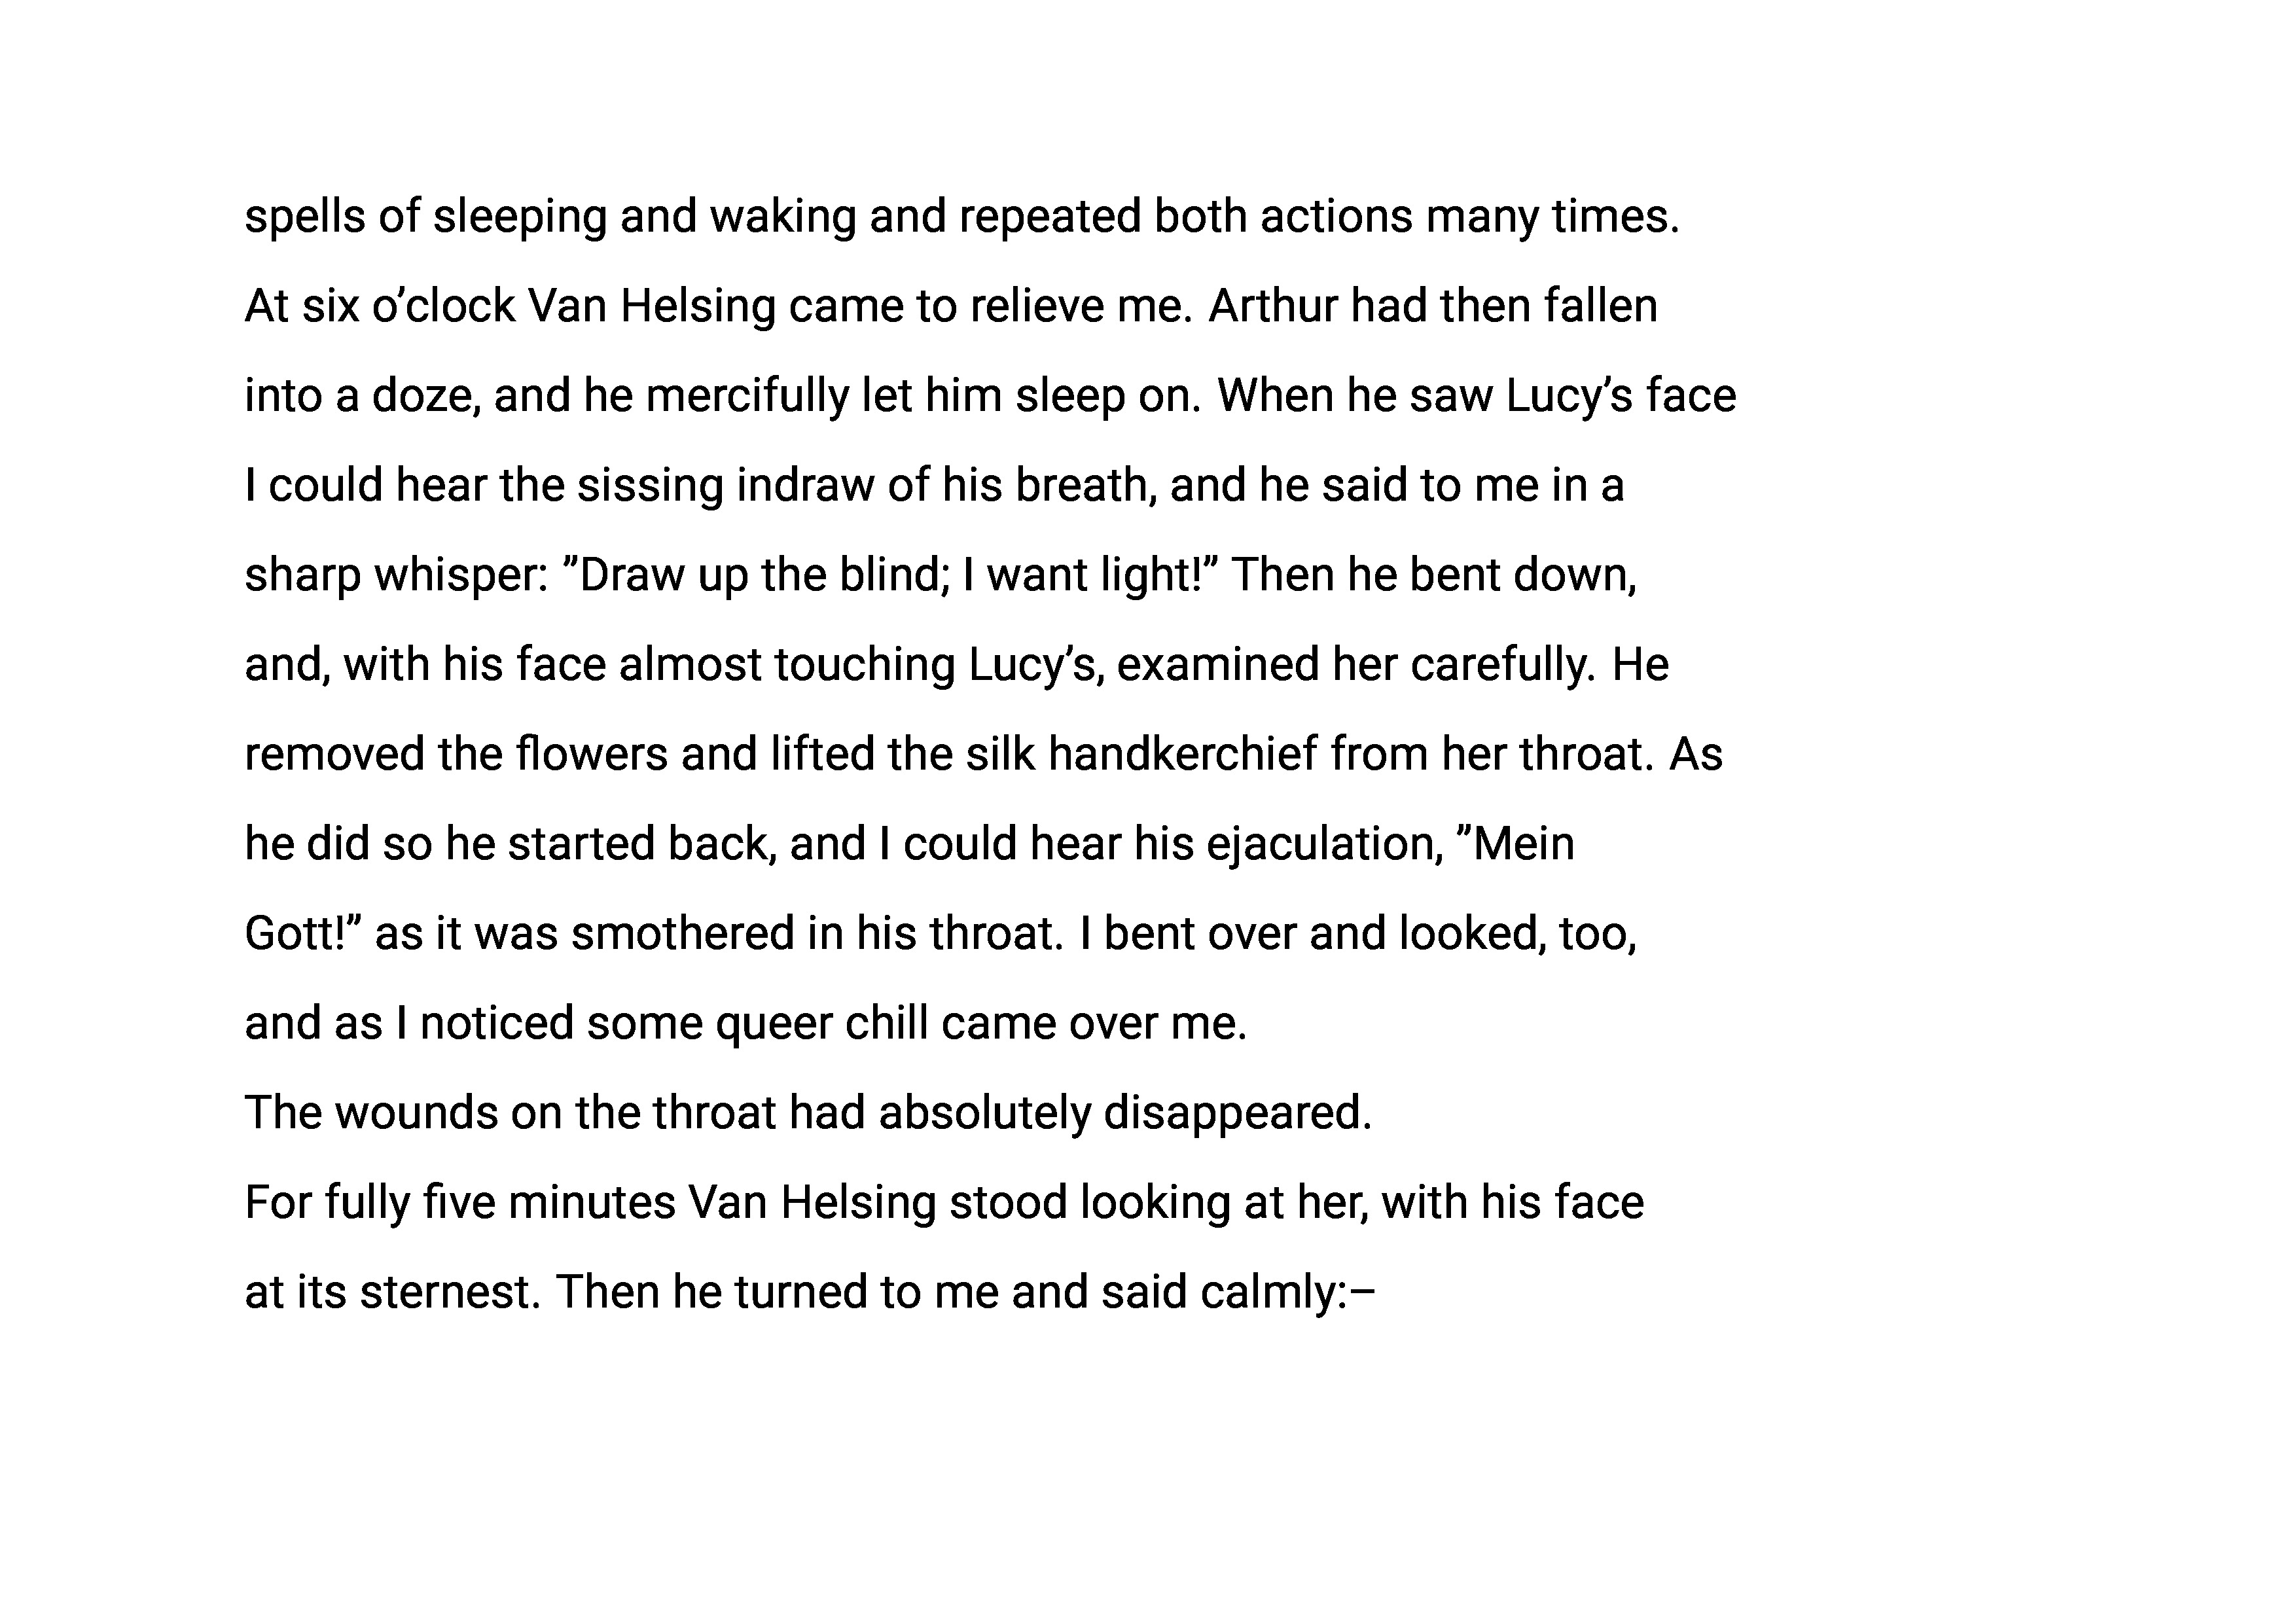 spells of sleeping and waking and repeated both actions many times.
At six o’clock Van Helsing came to relieve me. Arthur had then fallen
into a doze, and he mercifully let him sleep on. When he saw Lucy’s face
I could hear the sissing indraw of his breath, and he said to me in a
sharp whisper: ”Draw up the blind; I want light!” Then he bent down,
and, with his face almost touching Lucy’s, examined her carefully. He
removed the flowers and lifted the silk handkerchief from her throat. As
he did so he started back, and I could hear his ejaculation, ”Mein
Gott!” as it was smothered in his throat. I bent over and looked, too,
and as I noticed some queer chill came over me.
The wounds on the throat had absolutely disappeared.
For fully five minutes Van Helsing stood looking at her, with his face
at its sternest. Then he turned to me and said calmly:–